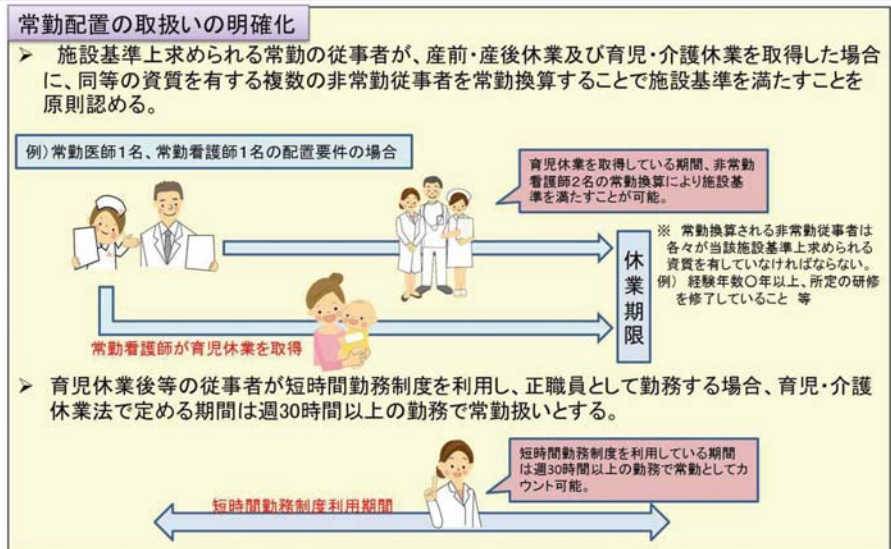 常勤配置の取扱いの明確化
➢ 施設基準上求められる常勤の従事者が、産前・産後休業及び育児・介護休業を取得した場合
に、同等の資質を有する複数の非常勤従事者を常勤換算することで施設基準を満たすことを
原則認める。
例）常勤医師１名、常勤看護師１名の配置要件の場合
育児休業を取得している期間、非常勤
看護師２名の常勤換算により施設基
準を満たすことが可能。
※ 常勤換算される非常勤従事者は
各々が当該施設基準上求められる
資質を有していなければならない。
例） 経験年数〇年以上、所定の研修
を修了していること 等
休業期限
常勤看護師が育児休業を取得
➢ 育児休業後等の従事者が短時間勤務制度を利用し、正職員として勤務する場合、育児・介護
休業法で定める期間は週30時間以上の勤務で常勤扱いとする。
短時間勤務制度を利用している期間
は週30時間以上の勤務で常勤としてカ
ウント可能。
短時間勤務制度利用期間